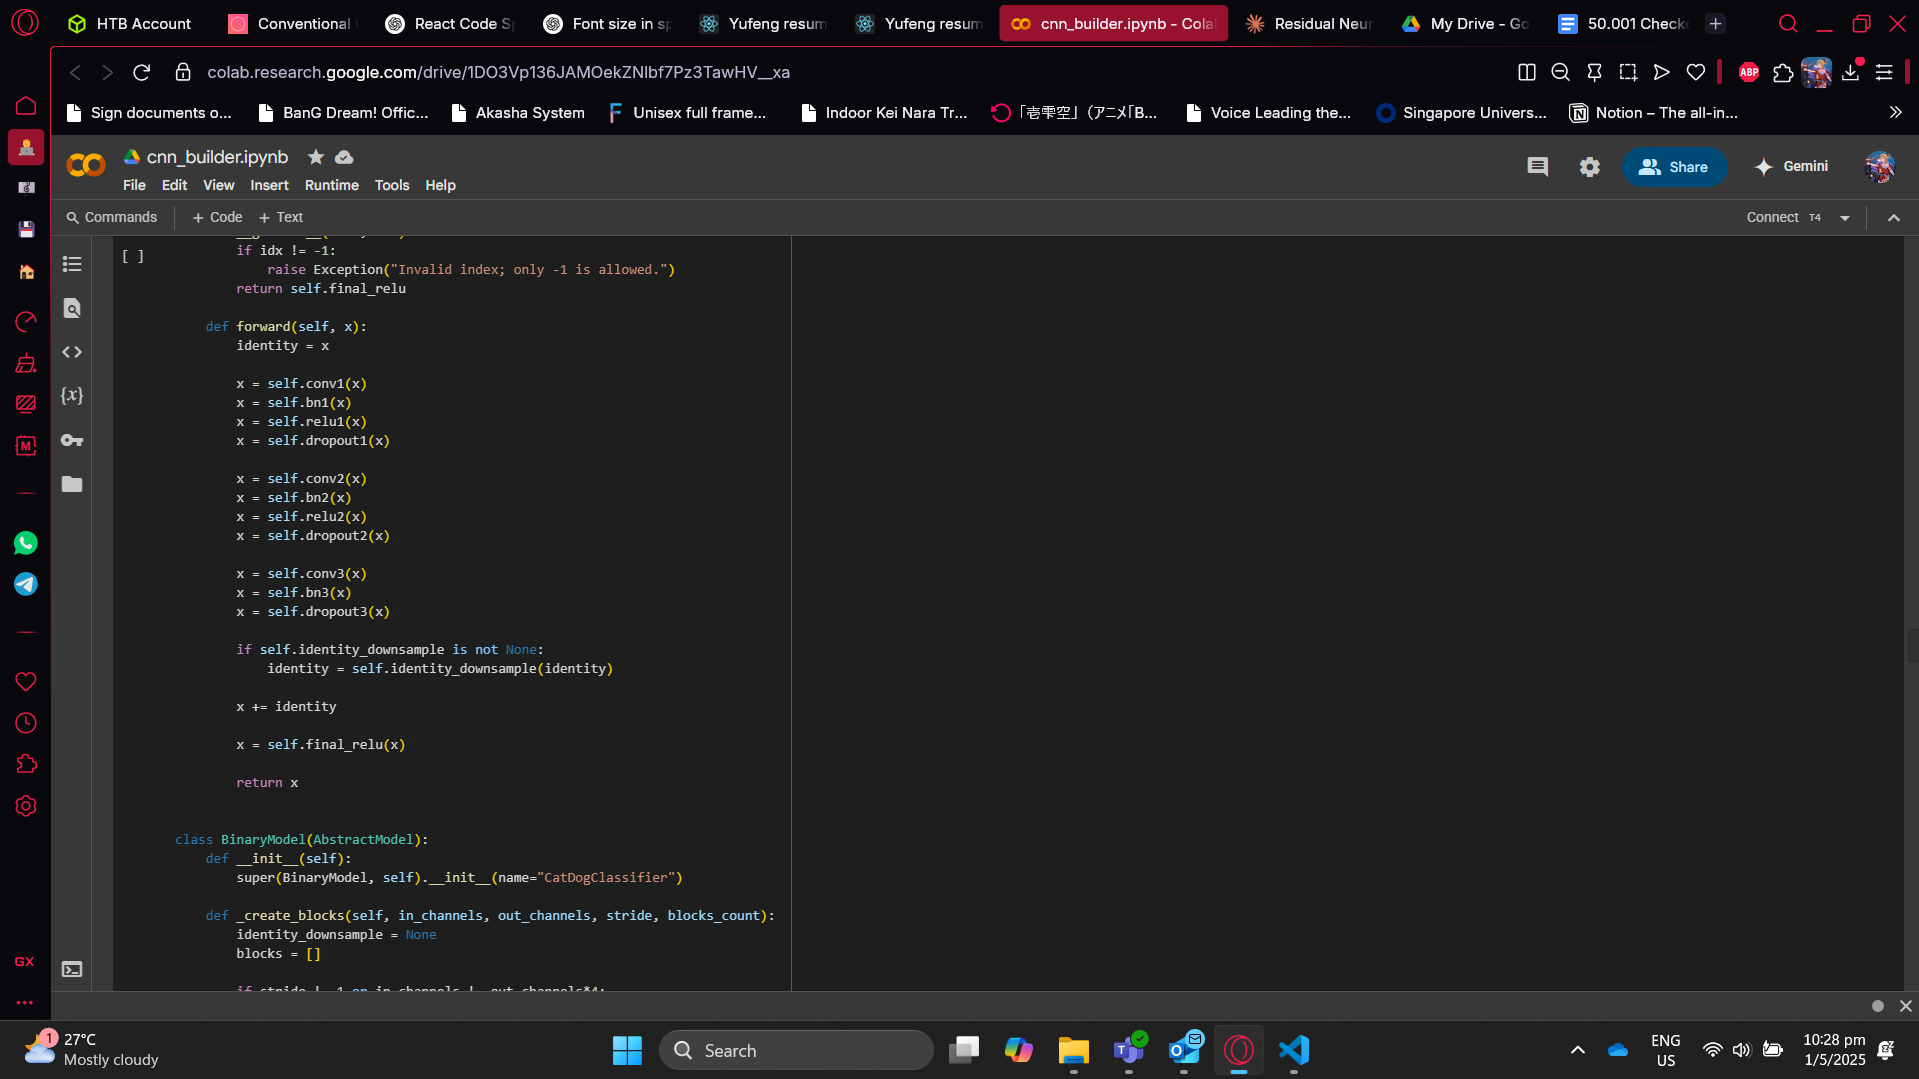 HTB Account
Conventional
React Code S
Font size in s
Yufeng resum
Yufeng resum
cnn_builder.ipynb - Cola
Residual Neur
My Drive - Go
50.001 Check
colab.research.google.com/drive/1DO3Vp136JAMOekZNIbf7Pz3TawHV__xa
ABP
Sign documents o...
BanG Dream! Offic...
Akasha System
Unisex full frame...
Indoor Kei Nara Tr...
「壱雫空」（アニメ「B...
Voice Leading the...
Singapore Univers...
Notion – The all-in...
cnn_builder.ipynb
File Edit View Insert Runtime Tools Help
Share
Gemini
Commands
+ Code
+ Text
Connect T4
[ ]
if idx != -1:
raise Exception("Invalid index; only -1 is allowed.")
return self.final_relu
def forward(self, x):
identity = x
x = self.conv1(x)
x = self.bn1(x)
x = self.relu1(x)
x = self.dropout1(x)
x = self.conv2(x)
x = self.bn2(x)
x = self.relu2(x)
x = self.dropout2(x)
x = self.conv3(x)
x = self.bn3(x)
x = self.dropout3(x)
if self.identity_downsample is not None:
identity = self.identity_downsample(identity)
x += identity
x = self.final_relu(x)
return x
class BinaryModel(AbstractModel):
def __init__(self):
super(BinaryModel, self).__init__(name="CatDogClassifier")
def _create_blocks(self, in_channels, out_channels, stride, blocks_count):
identity_downsample = None
blocks = []
GX
1
27°C
Mostly cloudy
Search
ENG
US
10:28 pm
1/5/2025